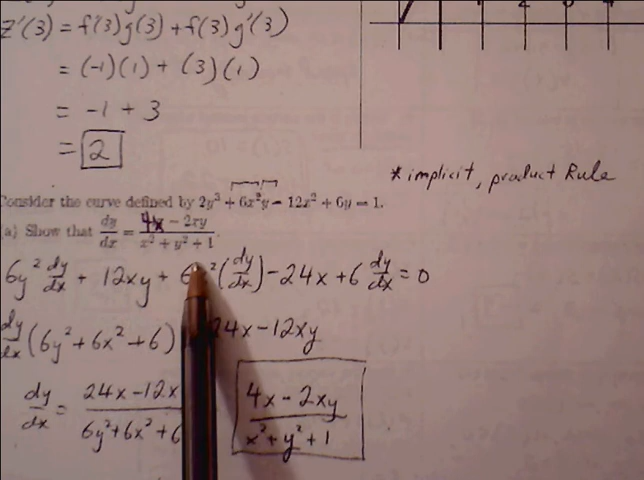 z'(3) = f'(3)g(3) + f(3)g'(3)
= (-1)(1) + (3)(1)
= -1 + 3
= 2
* implicit, product Rule
Consider the curve defined by 2y³ + 6x²y − 12x² + 6y = 1.
(a) Show that dy/dx = (4x − 2xy)/(x² + y² + 1).
6y² dy/dx + 12xy + 6 ² (dy/dx) − 24x + 6 dy/dx = 0
dy/dx (6y² + 6x² + 6) 24x − 12xy
dy/dx = (24x − 12x)/(6y² + 6x² + 6) (4x − 2xy)/(x² + y² + 1)